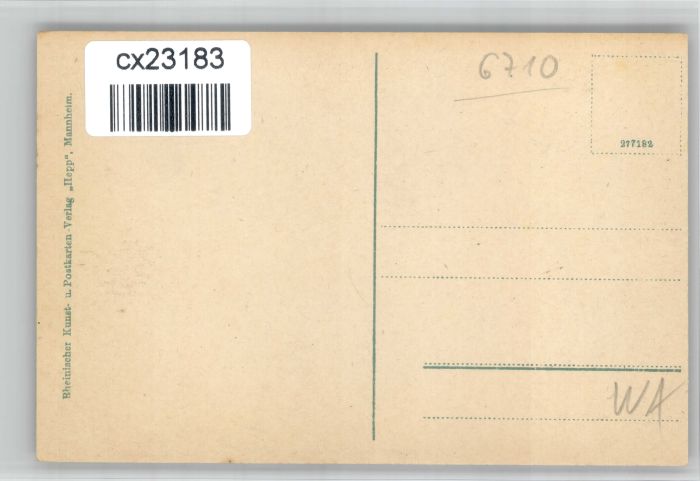 cx23183
6710
277182
Rheinischer Kunst- u. Postkarten-Verlag „Hepp", Mannheim.
WA